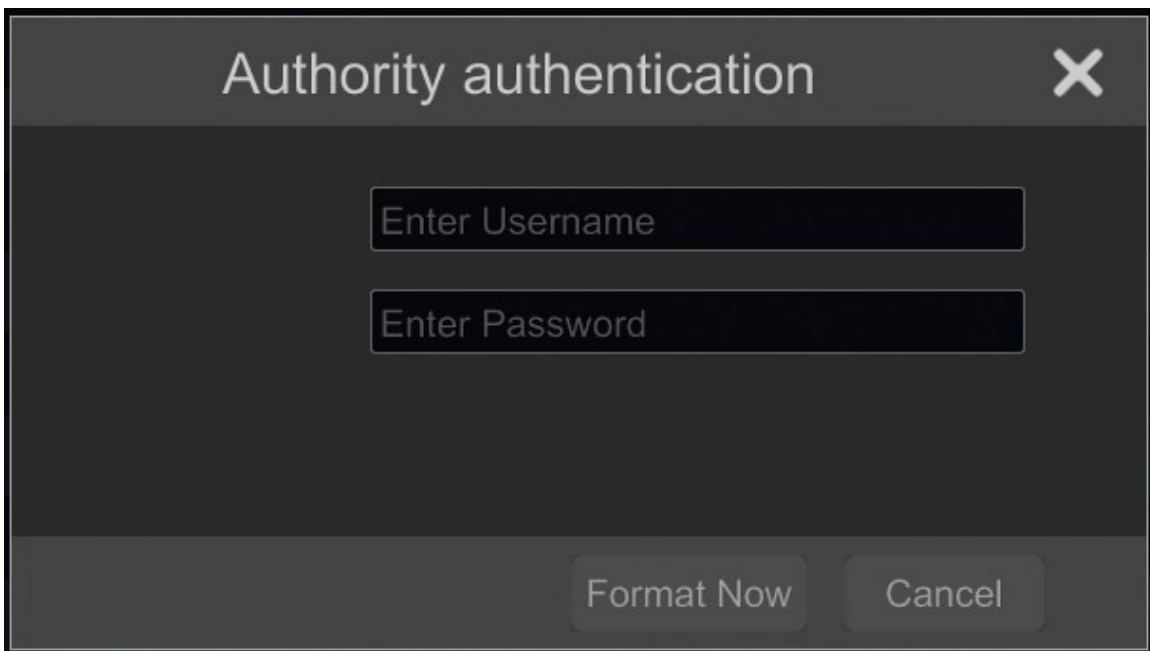 Authority authentication
Enter Username
Enter Password
Format Now
Cancel